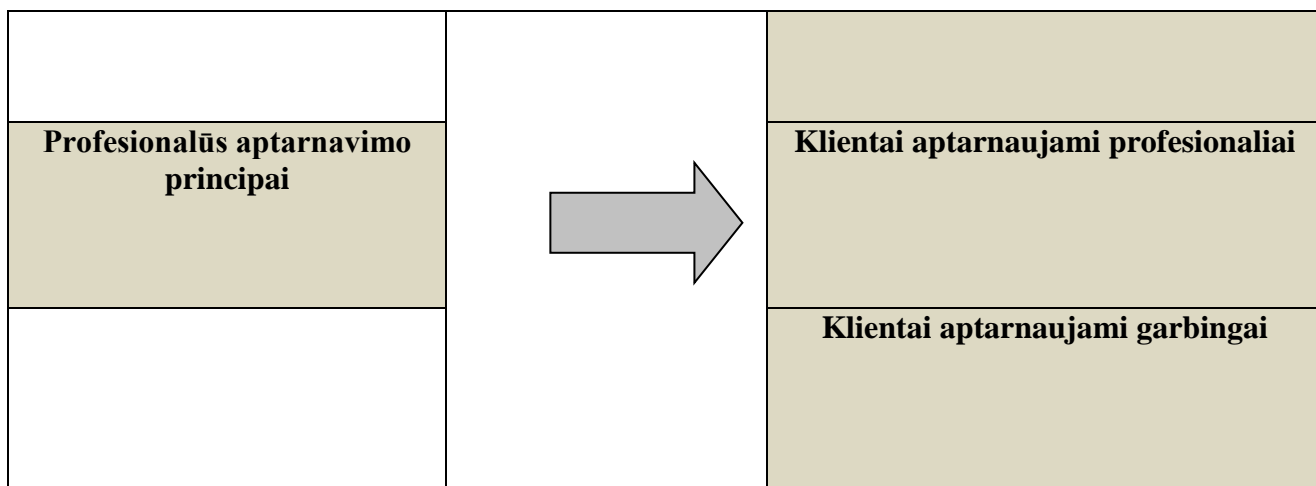 Profesionalūs aptarnavimo
principai
Klientai aptarnaujami profesionaliai
Klientai aptarnaujami garbingai